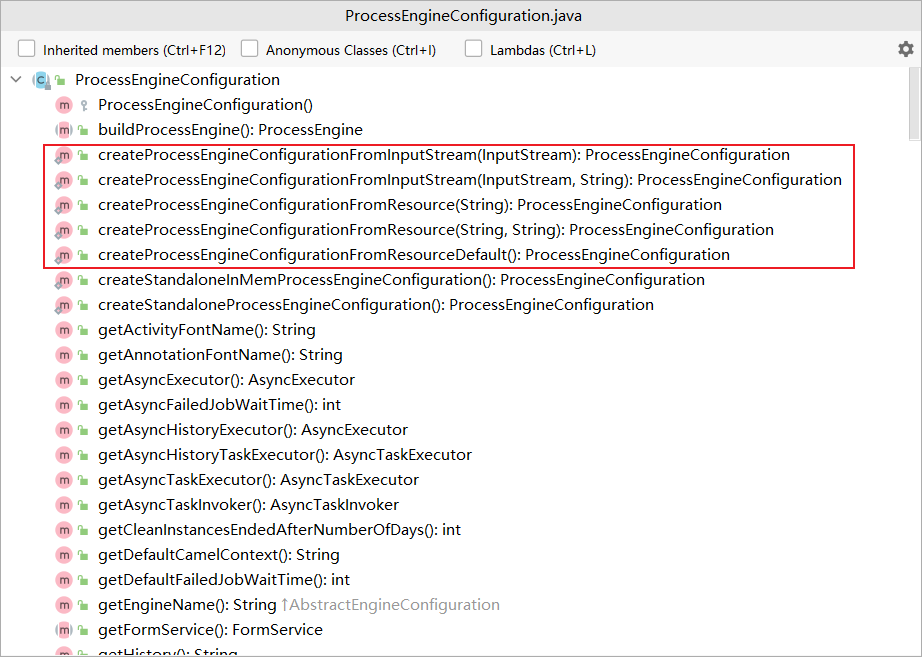 ProcessEngineConfiguration.java
Inherited members (Ctrl+F12) Anonymous Classes (Ctrl+I) Lambdas (Ctrl+L)
ProcessEngineConfiguration
ProcessEngineConfiguration()
buildProcessEngine(): ProcessEngine
createProcessEngineConfigurationFromInputStream(InputStream): ProcessEngineConfiguration
createProcessEngineConfigurationFromInputStream(InputStream, String): ProcessEngineConfiguration
createProcessEngineConfigurationFromResource(String): ProcessEngineConfiguration
createProcessEngineConfigurationFromResource(String, String): ProcessEngineConfiguration
createProcessEngineConfigurationFromResourceDefault(): ProcessEngineConfiguration
createStandaloneInMemProcessEngineConfiguration(): ProcessEngineConfiguration
createStandaloneProcessEngineConfiguration(): ProcessEngineConfiguration
getActivityFontName(): String
getAnnotationFontName(): String
getAsyncExecutor(): AsyncExecutor
getAsyncFailedJobWaitTime(): int
getAsyncHistoryExecutor(): AsyncExecutor
getAsyncHistoryTaskExecutor(): AsyncTaskExecutor
getAsyncTaskExecutor(): AsyncTaskExecutor
getAsyncTaskInvoker(): AsyncTaskInvoker
getCleanInstancesEndedAfterNumberOfDays(): int
getDefaultCamelContext(): String
getDefaultFailedJobWaitTime(): int
getEngineName(): String ↑AbstractEngineConfiguration
getFormService(): FormService
getHistory(): String